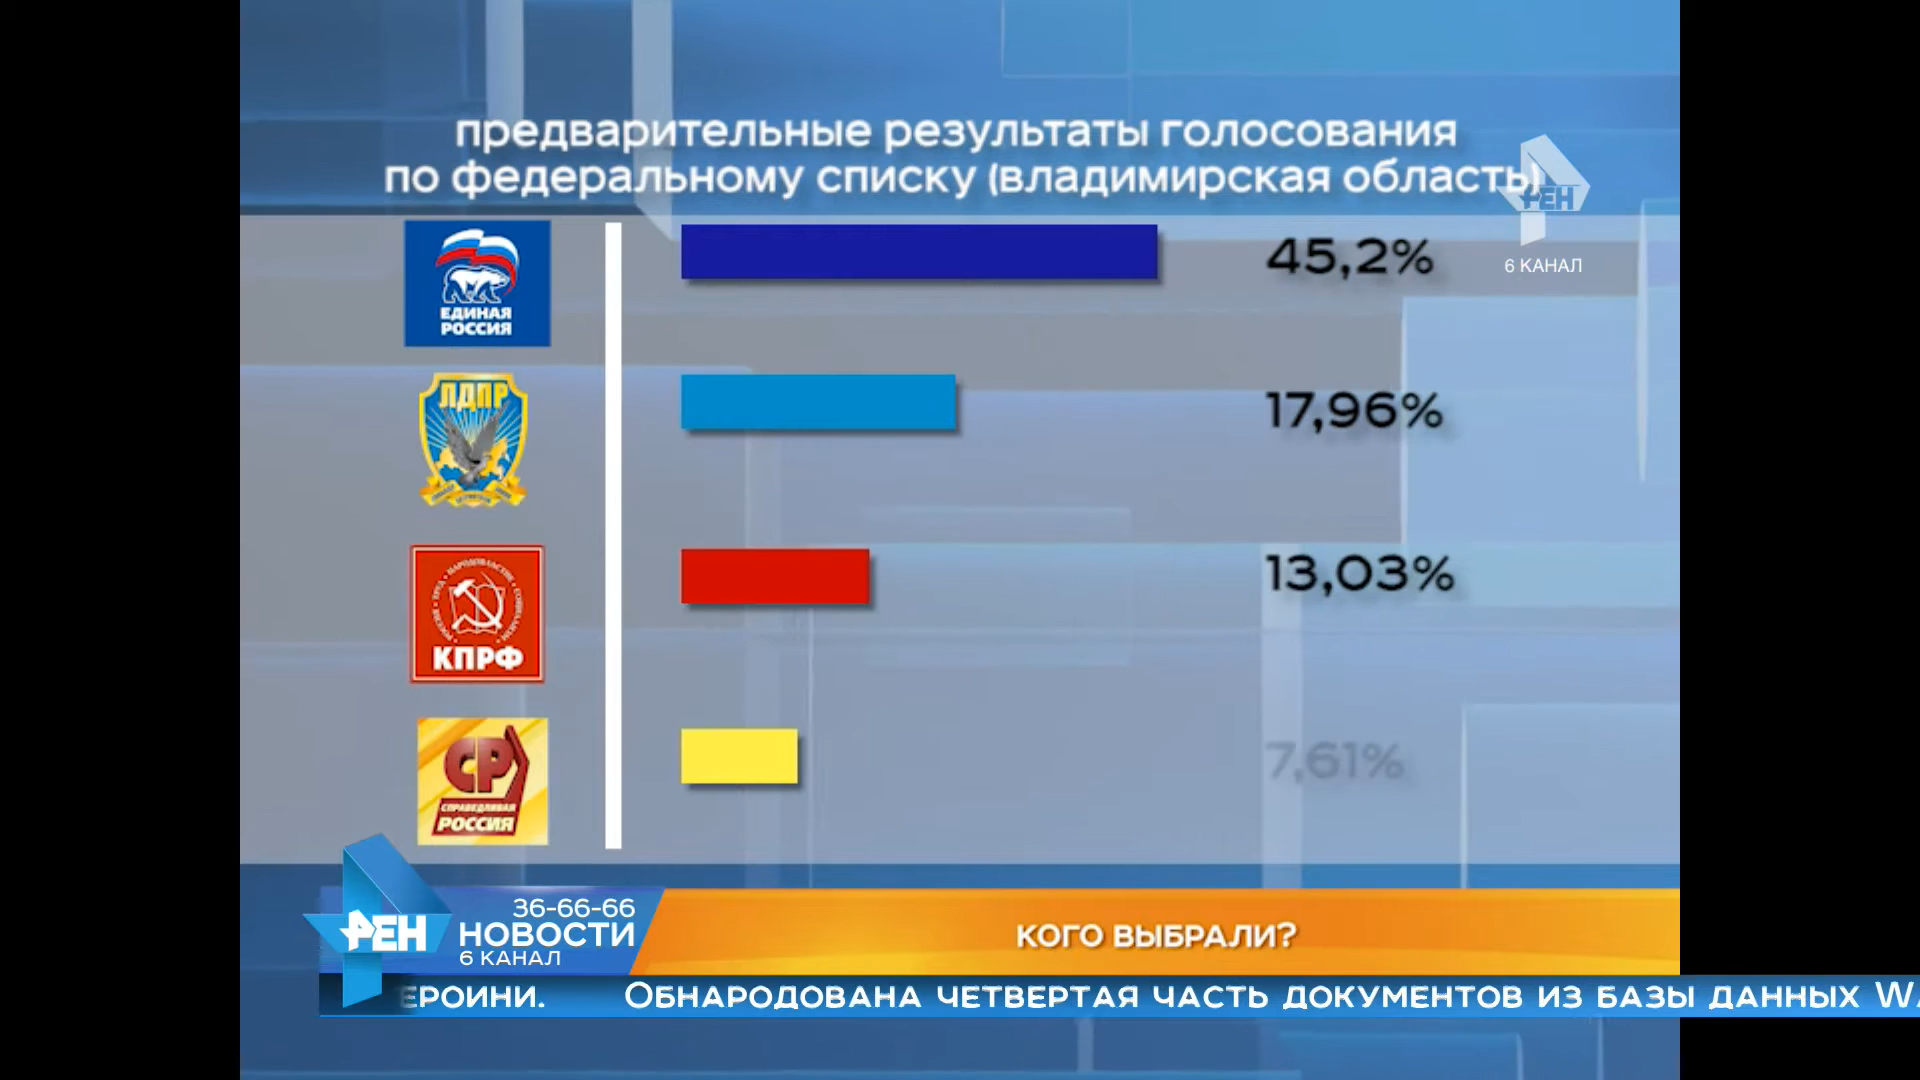 предварительные результаты голосования
по федеральному списку (владимирская область)
РЕН
6 КАНАЛ
ЕДИНАЯ
РОССИЯ
45,2%
ЛДПР
17,96%
КПРФ
13,03%
СР
СПРАВЕДЛИВАЯ
РОССИЯ
7,61%
РЕН
36-66-66
НОВОСТИ
6 КАНАЛ
КОГО ВЫБРАЛИ?
ЕРОИНИ. ОБНАРОДОВАНА ЧЕТВЕРТАЯ ЧАСТЬ ДОКУМЕНТОВ ИЗ БАЗЫ ДАННЫХ